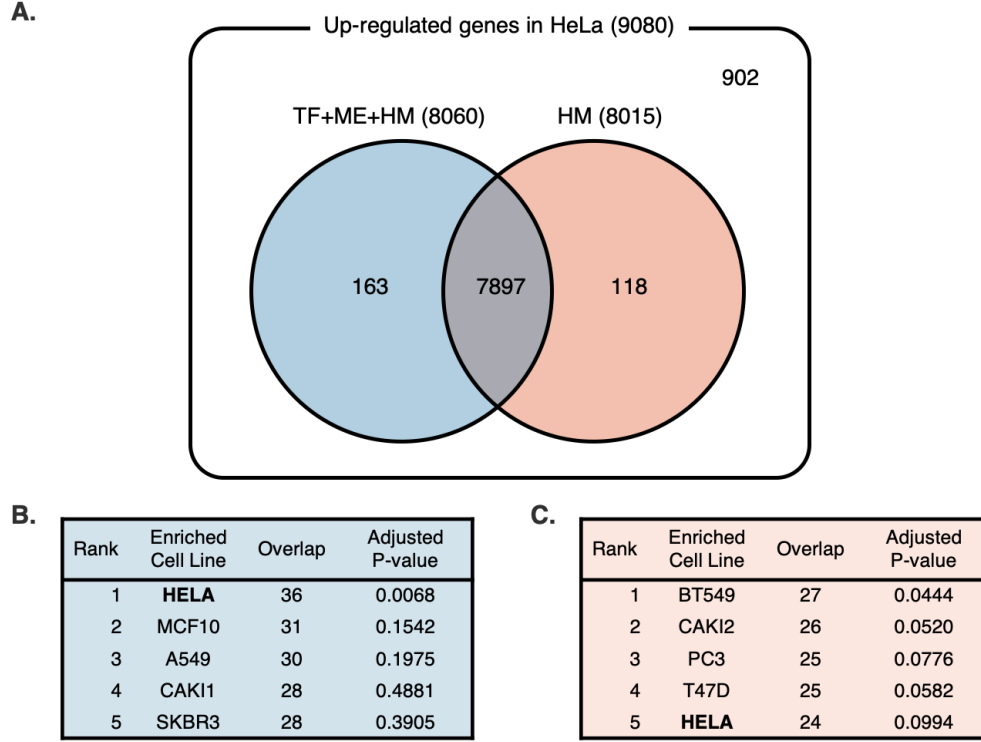 A.
Up-regulated genes in HeLa (9080)
902
TF+ME+HM (8060) HM (8015)
163 7897 118
B.
Rank Enriched Cell Line Overlap Adjusted P-value
1 HELA 36 0.0068
2 MCF10 31 0.1542
3 A549 30 0.1975
4 CAKI1 28 0.4881
5 SKBR3 28 0.3905
C.
Rank Enriched Cell Line Overlap Adjusted P-value
1 BT549 27 0.0444
2 CAKI2 26 0.0520
3 PC3 25 0.0776
4 T47D 25 0.0582
5 HELA 24 0.0994